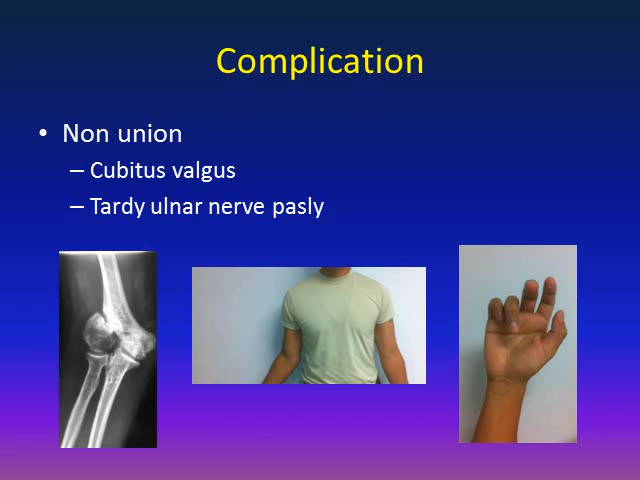 Complication
• Non union
– Cubitus valgus
– Tardy ulnar nerve pasly